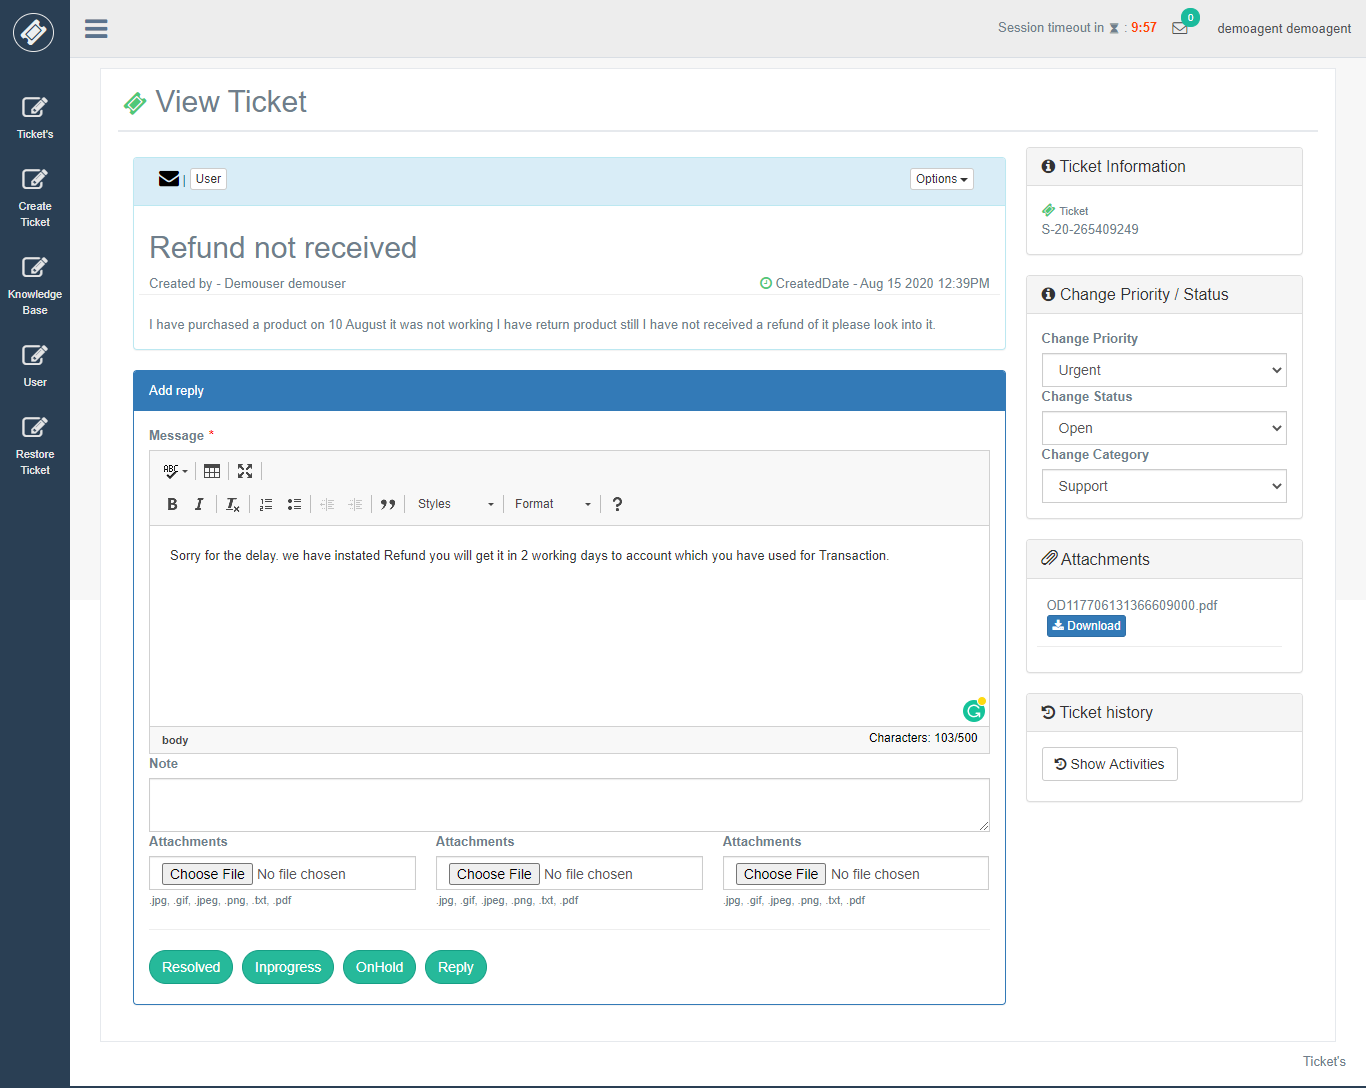 Session timeout in : 9:57
0
demoagent demoagent
Ticket's
Create
Ticket
Knowledge
Base
User
Restore
Ticket
View Ticket
| User
Options
Refund not received
Created by - Demouser demouser
CreatedDate - Aug 15 2020 12:39PM
I have purchased a product on 10 August it was not working I have return product still I have not received a refund of it please look into it.
Add reply
Message *
ABC
B I Tx Styles Format ?
Sorry for the delay. we have instated Refund you will get it in 2 working days to account which you have used for Transaction.
body
Characters: 103/500
Note
Attachments Attachments Attachments
Choose File No file chosen Choose File No file chosen Choose File No file chosen
.jpg, .gif, .jpeg, .png, .txt, .pdf .jpg, .gif, .jpeg, .png, .txt, .pdf .jpg, .gif, .jpeg, .png, .txt, .pdf
Resolved Inprogress OnHold Reply
Ticket Information
Ticket
S-20-265409249
Change Priority / Status
Change Priority
Urgent
Change Status
Open
Change Category
Support
Attachments
OD117706131366609000.pdf
Download
Ticket history
Show Activities
Ticket's